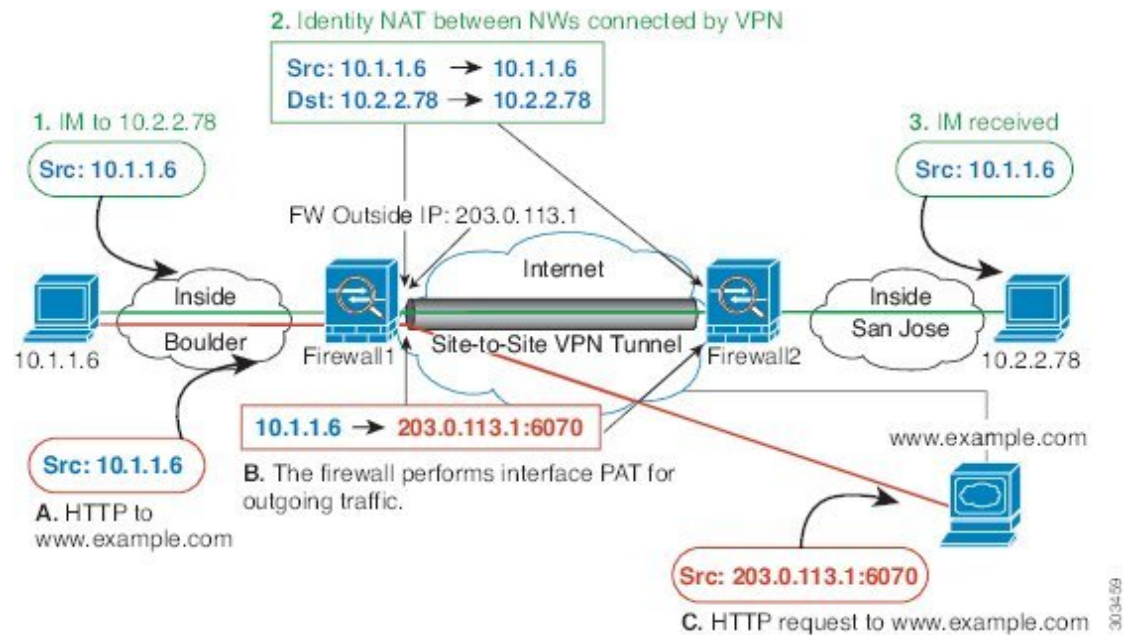 2. Identity NAT between NWs connected by VPN
Src: 10.1.1.6 → 10.1.1.6
Dst: 10.2.2.78 → 10.2.2.78
1. IM to 10.2.2.78
Src: 10.1.1.6
3. IM received
Src: 10.1.1.6
FW Outside IP: 203.0.113.1
Internet
Inside
Boulder
Inside
San Jose
Site-to-Site VPN Tunnel
10.1.1.6
Firewall1
Firewall2
10.2.2.78
10.1.1.6 → 203.0.113.1:6070
B. The firewall performs interface PAT for
outgoing traffic.
www.example.com
Src: 10.1.1.6
A. HTTP to
www.example.com
Src: 203.0.113.1:6070
C. HTTP request to www.example.com
303459